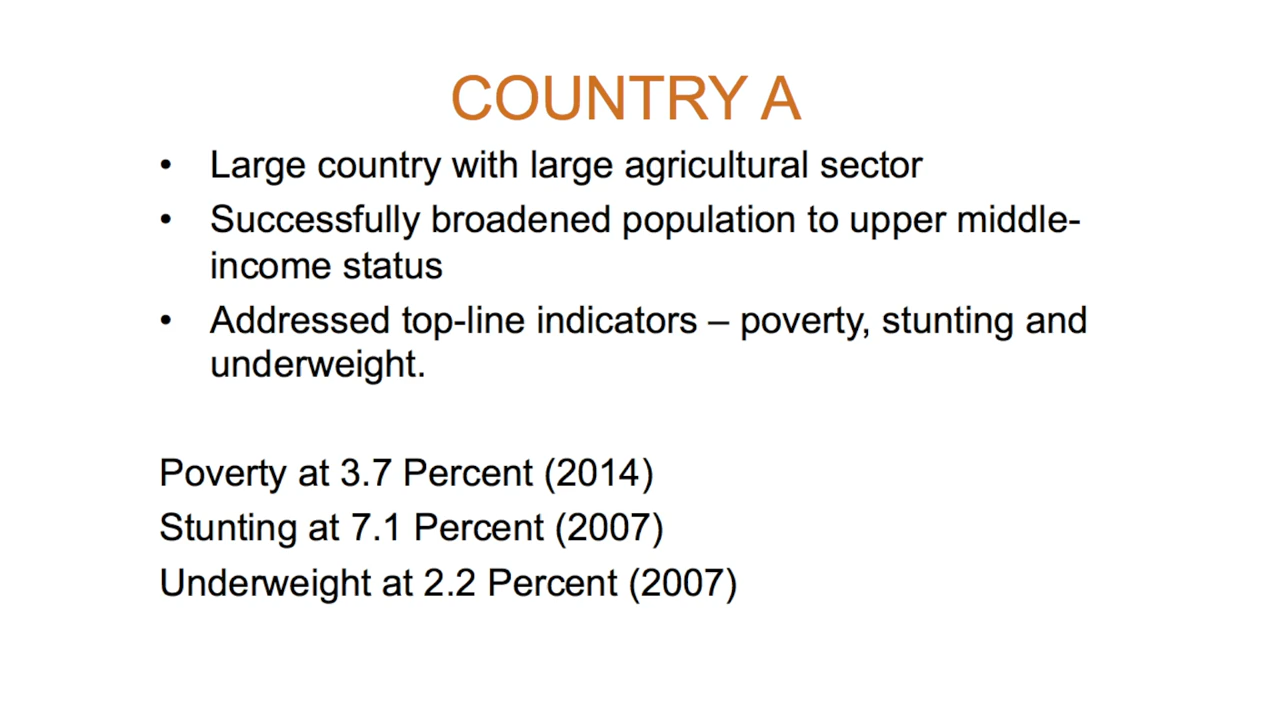 COUNTRY A
• Large country with large agricultural sector
• Successfully broadened population to upper middle-
income status
• Addressed top-line indicators – poverty, stunting and
underweight.
Poverty at 3.7 Percent (2014)
Stunting at 7.1 Percent (2007)
Underweight at 2.2 Percent (2007)